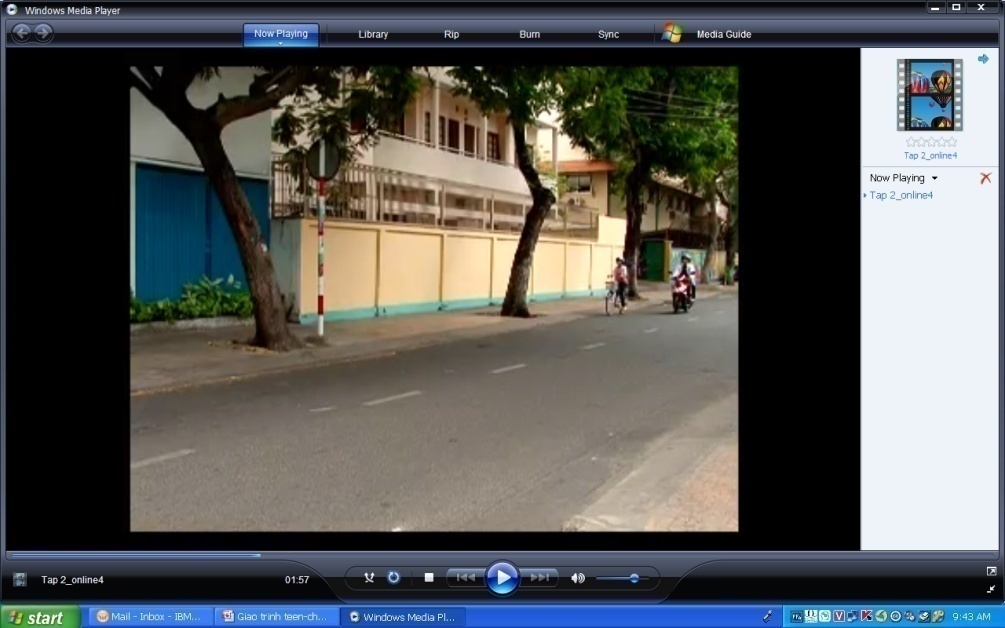 Windows Media Player
Now Playing
Library
Rip
Burn
Sync
Media Guide
Tap 2_online4
Now Playing
Tap 2_online4
Tap 2_online4
01:57
start
Mail - Inbox - IBM...
Giao trinh teen-ch...
Windows Media Pl...
9:43 AM